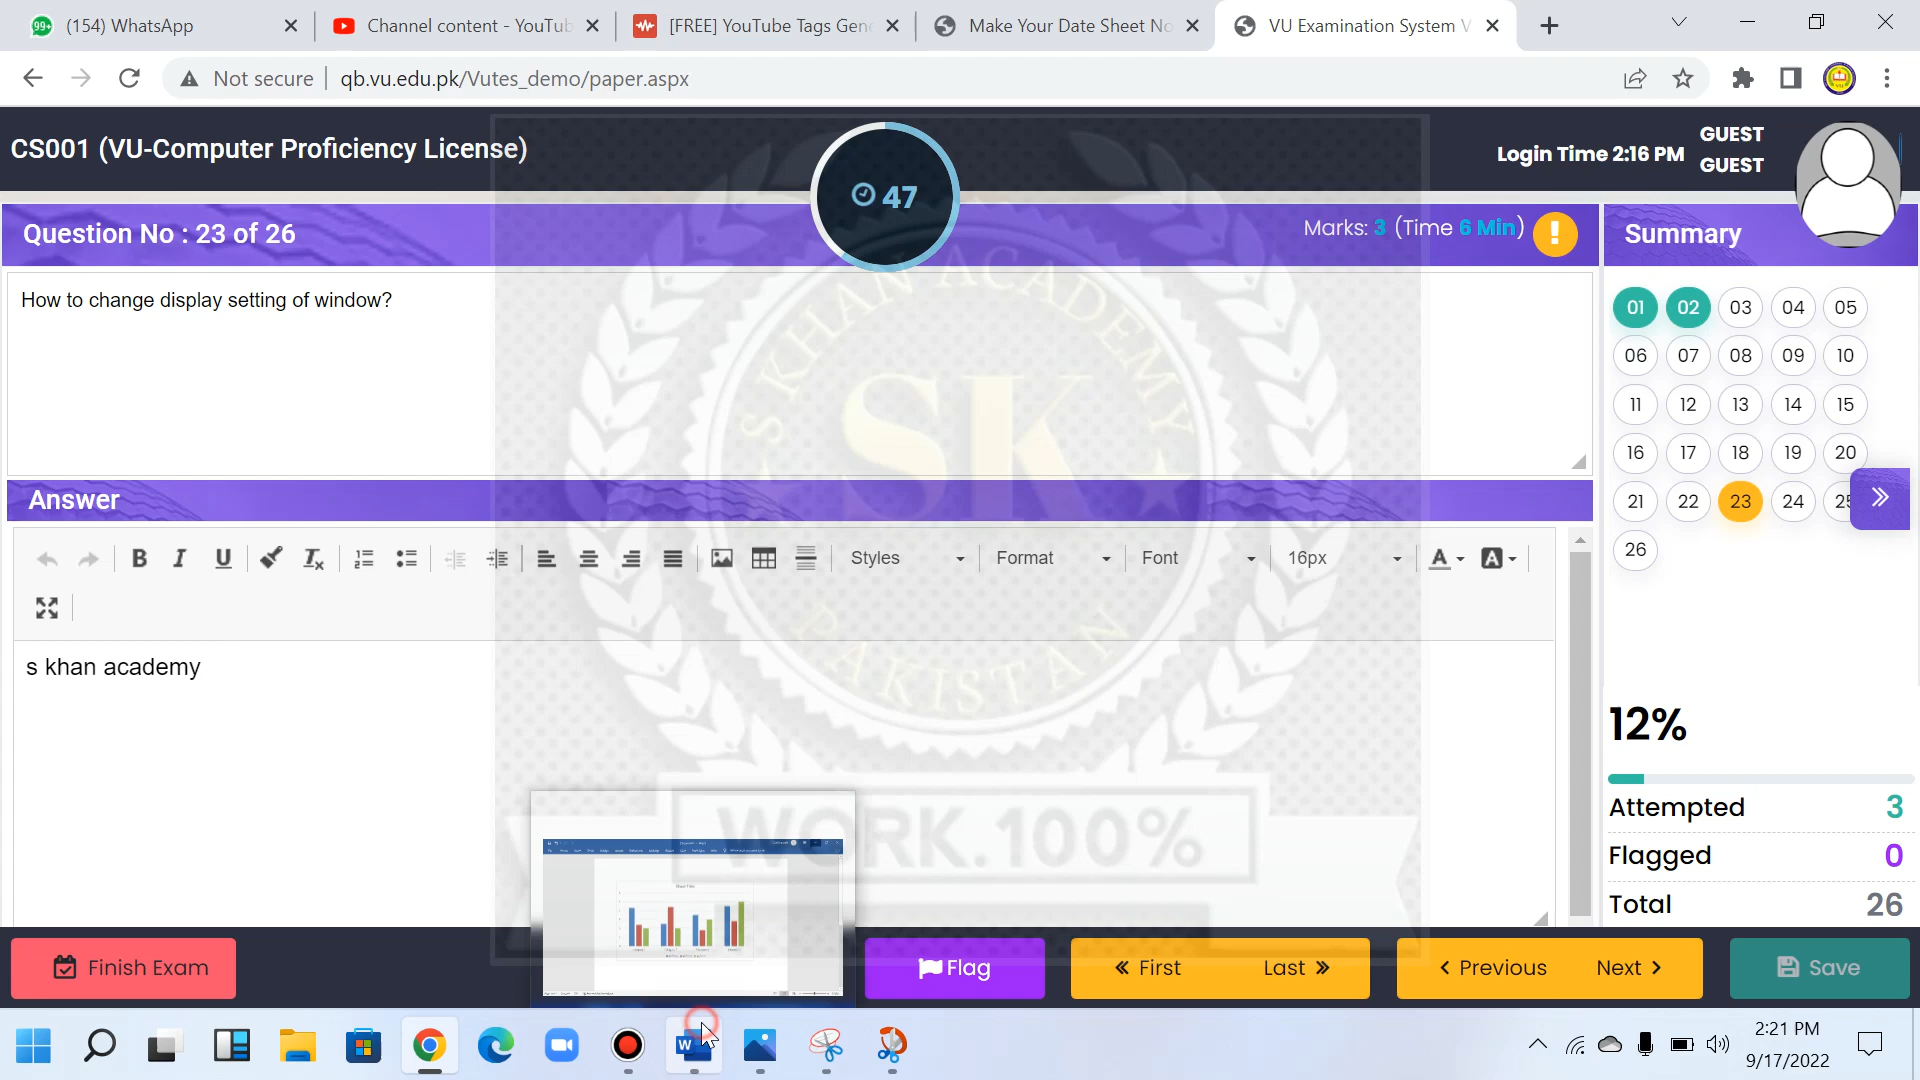 99+ (154) WhatsApp
Channel content - YouTub
[FREE] YouTube Tags Gen
Make Your Date Sheet No
VU Examination System V
Not secure
qb.vu.edu.pk/Vutes_demo/paper.aspx
CS001 (VU-Computer Proficiency License)
47
Login Time 2:16 PM
GUEST
GUEST
Question No : 23 of 26
Marks: 3 (Time 6 Min)
!
Summary
How to change display setting of window?
01 02 03 04 05
06 07 08 09 10
11 12 13 14 15
16 17 18 19 20
21 22 23 24 25
26
S KHAN ACADEMY
SK
PAKISTAN
WORK.100%
Answer
B I U
Styles
Format
Font
16px
A
A
s khan academy
12%
Attempted 3
Flagged 0
Total 26
Finish Exam
Flag
« First
Last »
‹ Previous
Next ›
Save
W
2:21 PM
9/17/2022